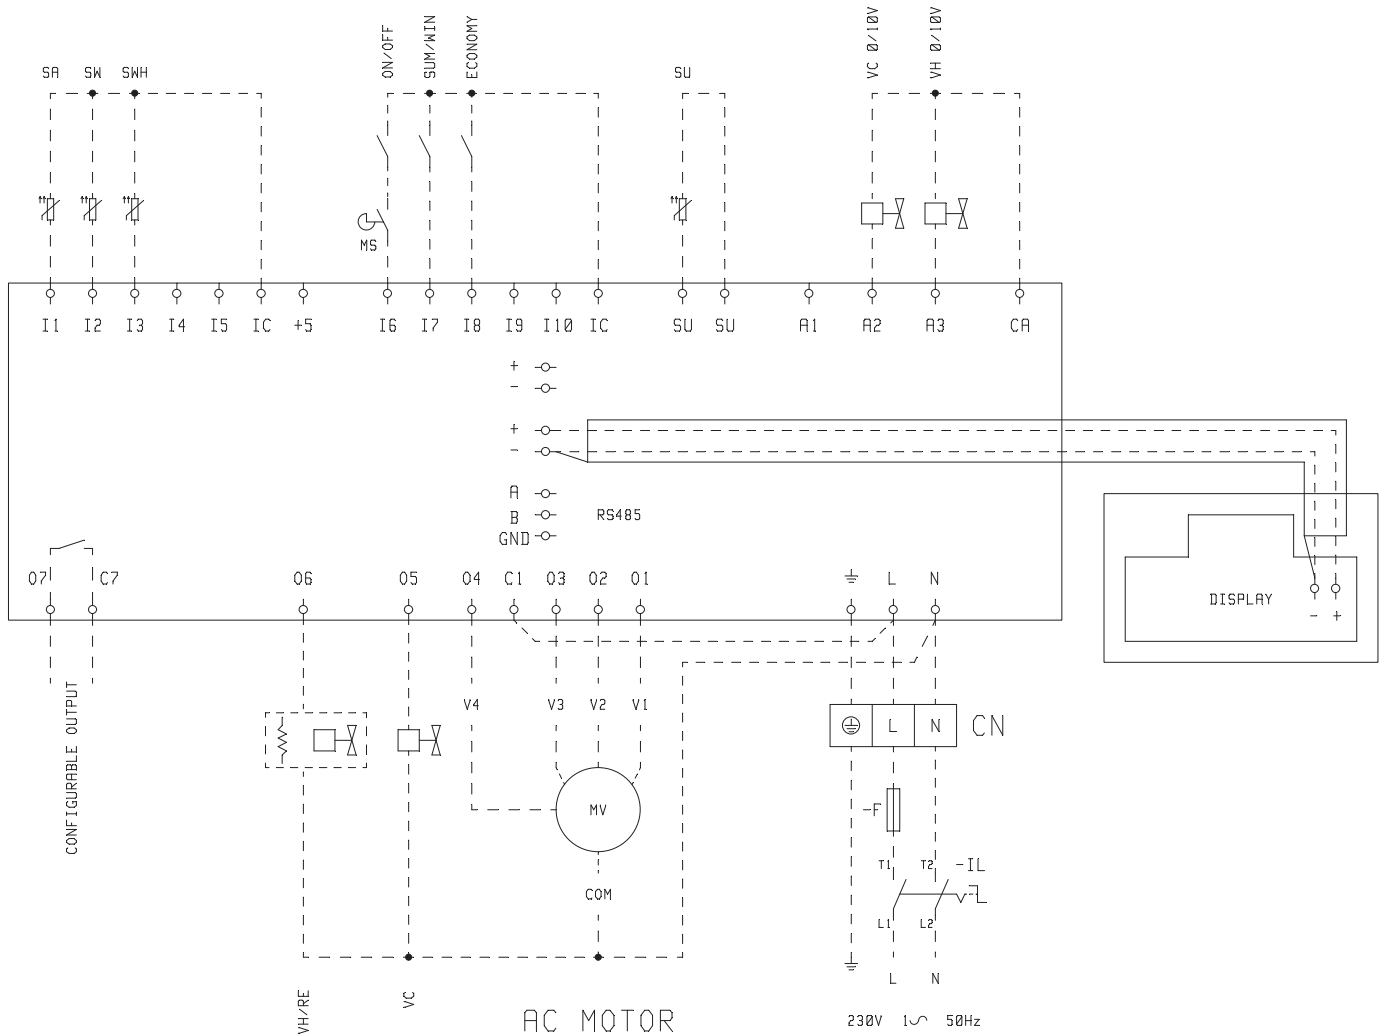 ON/OFF
SUM/WIN
ECONOMY
VC 0/10V
VH 0/10V
SA SW SWH
SU
MS
I1 I2 I3 I4 I5 IC +5 I6 I7 I8 I9 I10 IC SU SU A1 A2 A3 CA
+
-
+
-
A
B RS485
GND
O7 C7 O6 O5 O4 C1 O3 O2 O1 L N
DISPLAY
- +
CONFIGURABLE OUTPUT
V4 V3 V2 V1
L N CN
MV
-F
T1 T2 -IL
COM
L1 L2
L N
VH/RE
VC
AC MOTOR
230V 1 50Hz